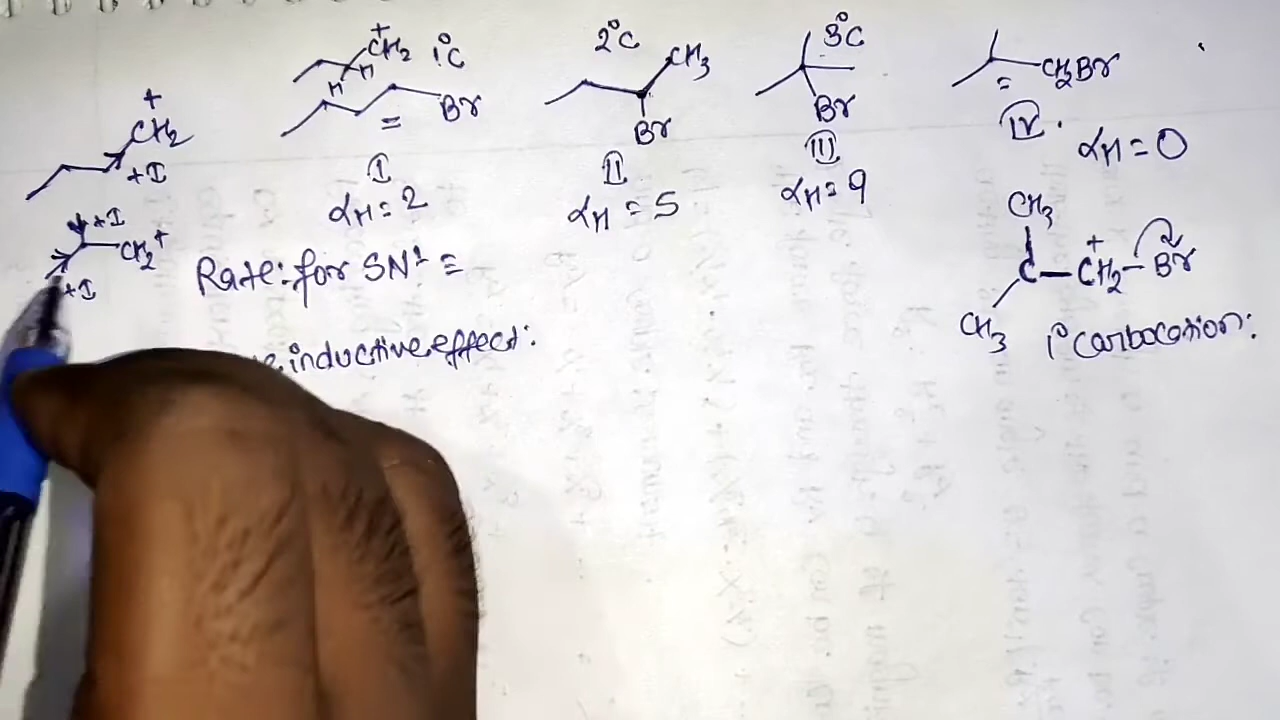 +CH2 1°C 2°C CH3 3°C
H H
Br Br Br CH2Br
+
CH2
+I
I II III IV
αH = 2 αH = 5 αH = 9 αH = 0
+I CH2+
+I
Rate: for SN1 =
CH3
C — CH2+ — Br
CH3
inductive effect:
1° carbocation: